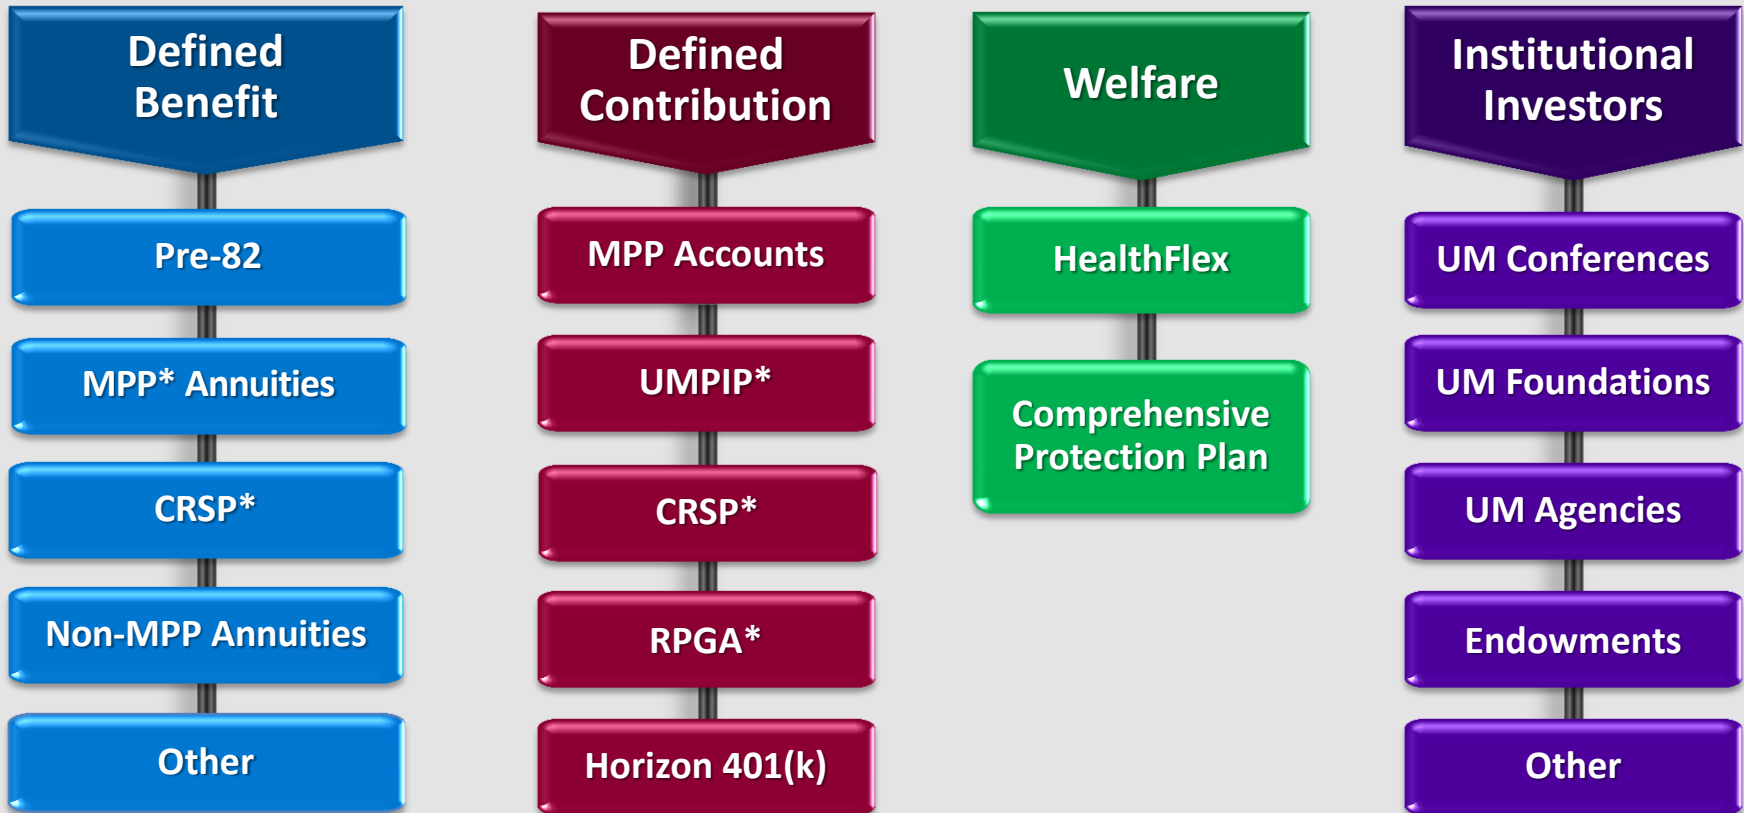 Defined
Benefit
Pre-82
MPP* Annuities
CRSP*
Non-MPP Annuities
Other
Defined
Contribution
MPP Accounts
UMPIP*
CRSP*
RPGA*
Horizon 401(k)
Welfare
HealthFlex
Comprehensive
Protection Plan
Institutional
Investors
UM Conferences
UM Foundations
UM Agencies
Endowments
Other